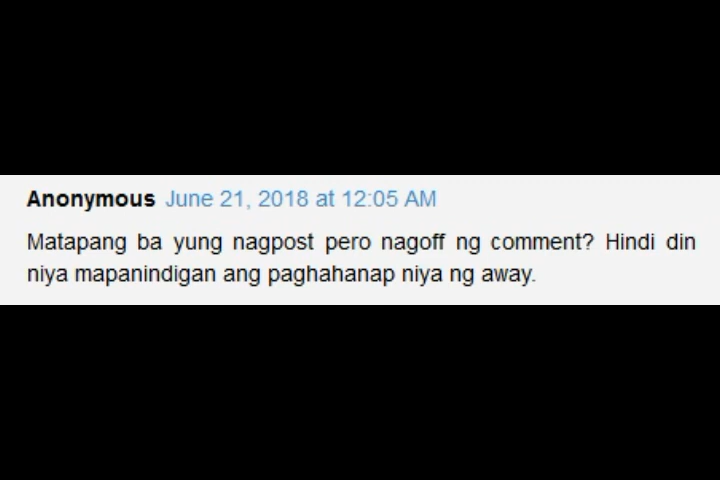 Anonymous June 21, 2018 at 12:05 AM
Matapang ba yung nagpost pero nagoff ng comment? Hindi din
niya mapanindigan ang paghahanap niya ng away.